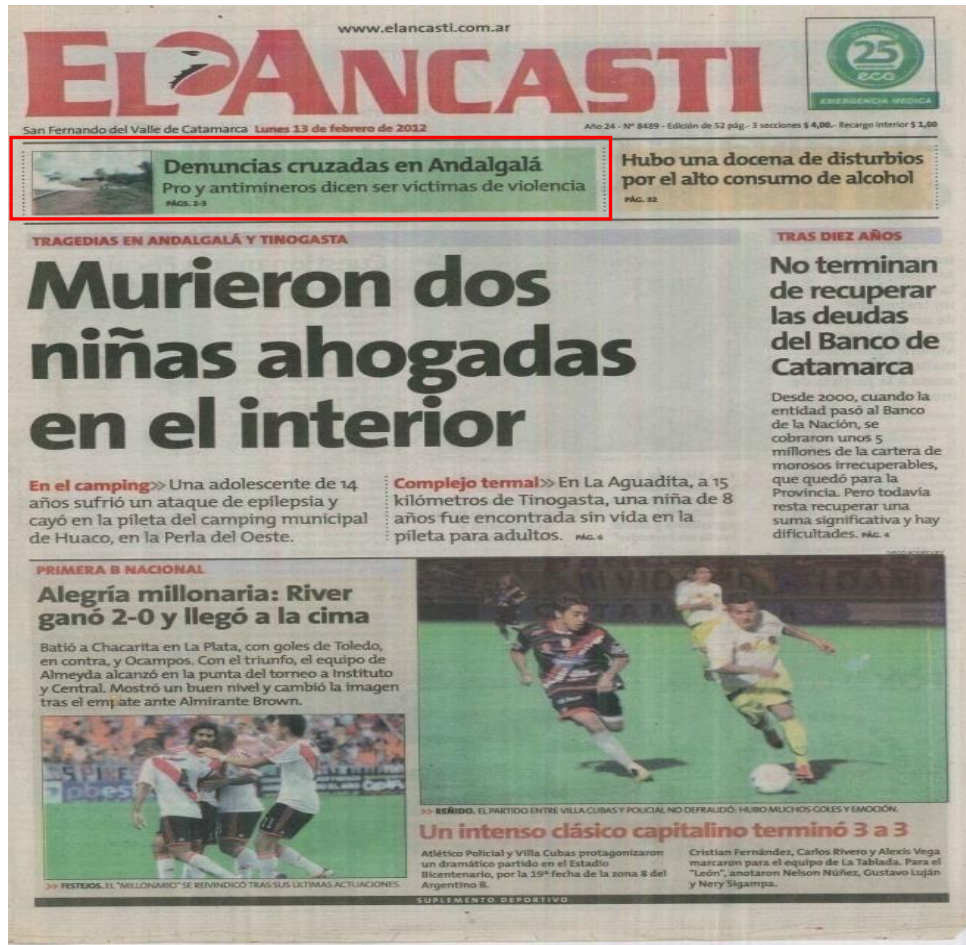 www.elancasti.com.ar
EL ANCASTI
25
eco
EMERGENCIA MEDICA
San Fernando del Valle de Catamarca Lunes 13 de febrero de 2012
Año 24 - Nº 8489 - Edición de 52 pág.- 3 secciones $ 4,00.- Recargo interior $ 1,00
Denuncias cruzadas en Andalgalá
Pro y antimineros dicen ser víctimas de violencia
PÁGS. 2-3
Hubo una docena de disturbios
por el alto consumo de alcohol
PÁG. 32
TRAGEDIAS EN ANDALGALÁ Y TINOGASTA
Murieron dos
niñas ahogadas
en el interior
En el camping>> Una adolescente de 14
años sufrió un ataque de epilepsia y
cayó en la pileta del camping municipal
de Huaco, en la Perla del Oeste.
Complejo termal>> En La Aguadita, a 15
kilómetros de Tinogasta, una niña de 8
años fue encontrada sin vida en la
pileta para adultos. PÁG. 6
TRAS DIEZ AÑOS
No terminan
de recuperar
las deudas
del Banco de
Catamarca
Desde 2000, cuando la
entidad pasó al Banco
de la Nación, se
cobraron unos 5
millones de la cartera de
morosos irrecuperables,
que quedó para la
Provincia. Pero todavía
resta recuperar una
suma significativa y hay
dificultades. PÁG. 4
PRIMERA B NACIONAL
Alegría millonaria: River
ganó 2-0 y llegó a la cima
Batió a Chacarita en La Plata, con goles de Toledo,
en contra, y Ocampos. Con el triunfo, el equipo de
Almeyda alcanzó en la punta del torneo a Instituto
y Central. Mostró un buen nivel y cambió la imagen
tras el empate ante Almirante Brown.
>> FESTEJOS. EL "MILLONARIO" SE REIVINDICÓ TRAS SUS ÚLTIMAS ACTUACIONES.
>> REÑIDO. EL PARTIDO ENTRE VILLA CUBAS Y POLICIAL NO DEFRAUDÓ: HUBO MUCHOS GOLES Y EMOCIÓN.
Un intenso clásico capitalino terminó 3 a 3
Atlético Policial y Villa Cubas protagonizaron
un dramático partido en el Estadio
Bicentenario, por la 19ª fecha de la zona 8 del
Argentino B.
Cristian Fernández, Carlos Rivero y Alexis Vega
marcaron para el equipo de La Tablada. Para el
"León", anotaron Nelson Núñez, Gustavo Luján
y Nery Sigampa.
SUPLEMENTO DEPORTIVO